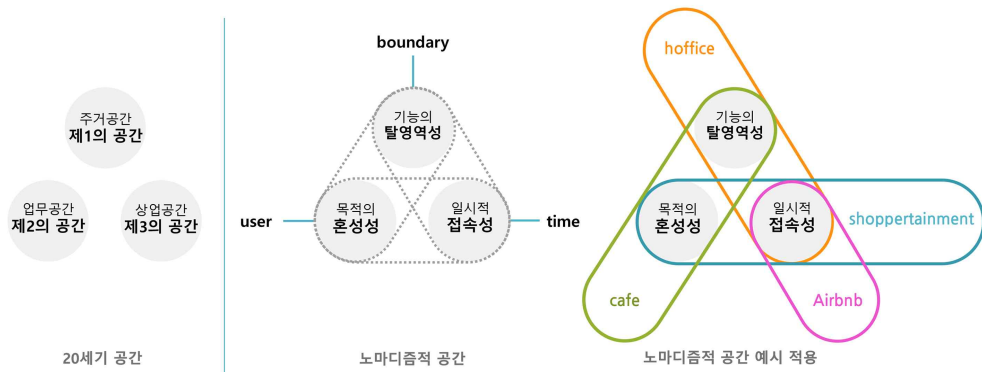 주거공간
제1의 공간
업무공간
제2의 공간
상업공간
제3의 공간
20세기 공간
boundary
기능의
탈영역성
user
목적의
혼성성
일시적
접속성
time
노마디즘적 공간
hoffice
기능의
탈영역성
목적의
혼성성
일시적
접속성
shoppertainment
cafe
Airbnb
노마디즘적 공간 예시 적용